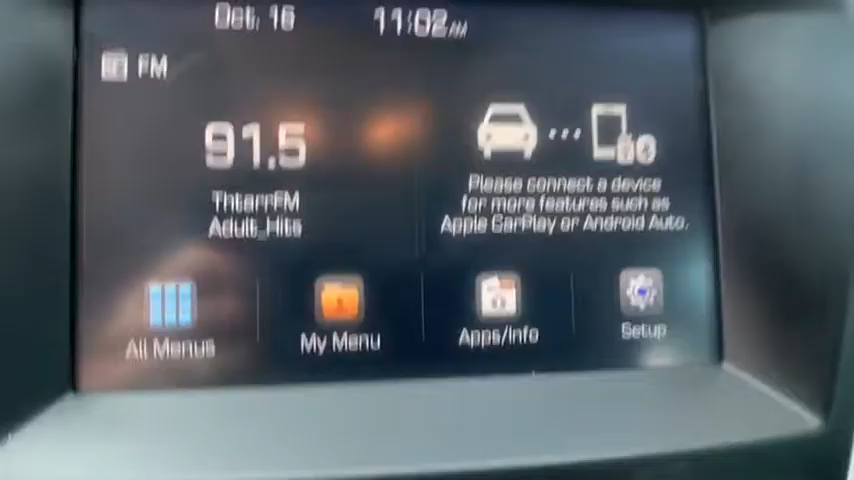 Oct. 16 11:02 AM
FM
91.5
Adult_Hits
Please connect a device
for more features such as
Apple CarPlay or Android Auto.
All Menus
My Menu
Apps/Info
Setup